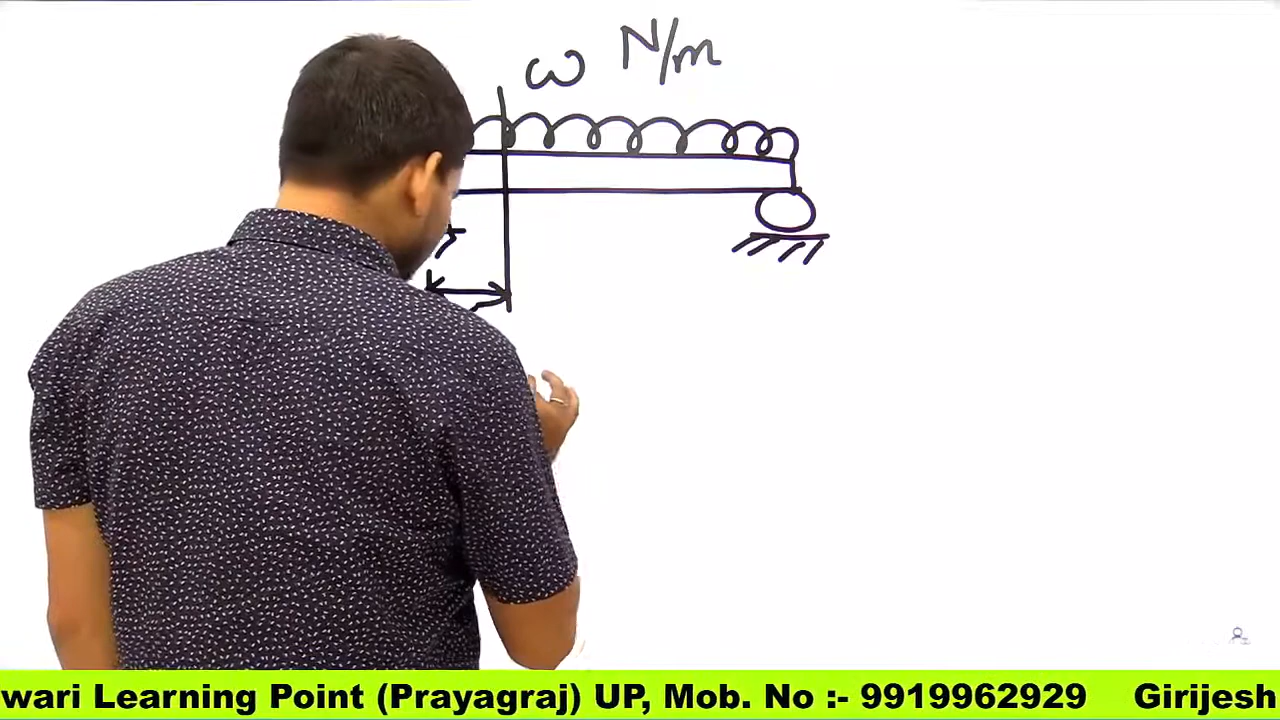 ω N/m
wari Learning Point (Prayagraj) UP, Mob. No :- 9919962929 Girijesh